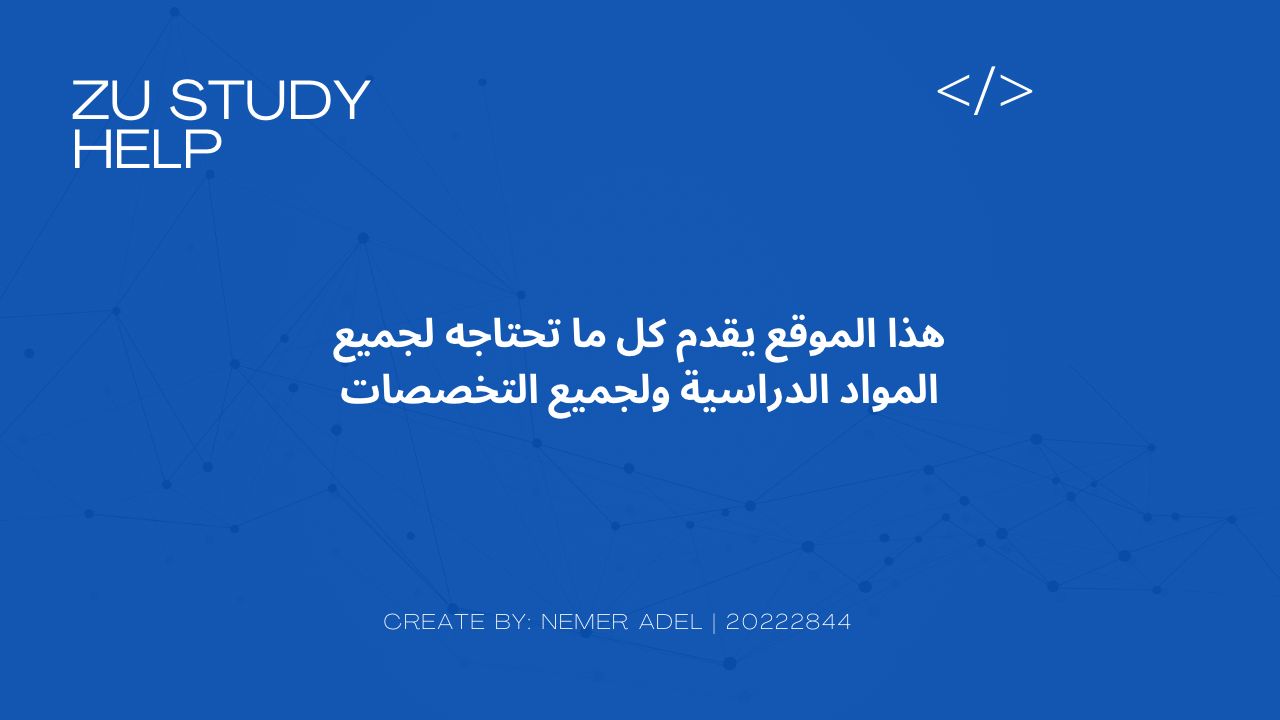 ZU STUDY
HELP
</>
هذا الموقع يقدم كل ما تحتاجه لجميع
المواد الدراسية ولجميع التخصصات
CREATE BY: NEMER ADEL | 20222844